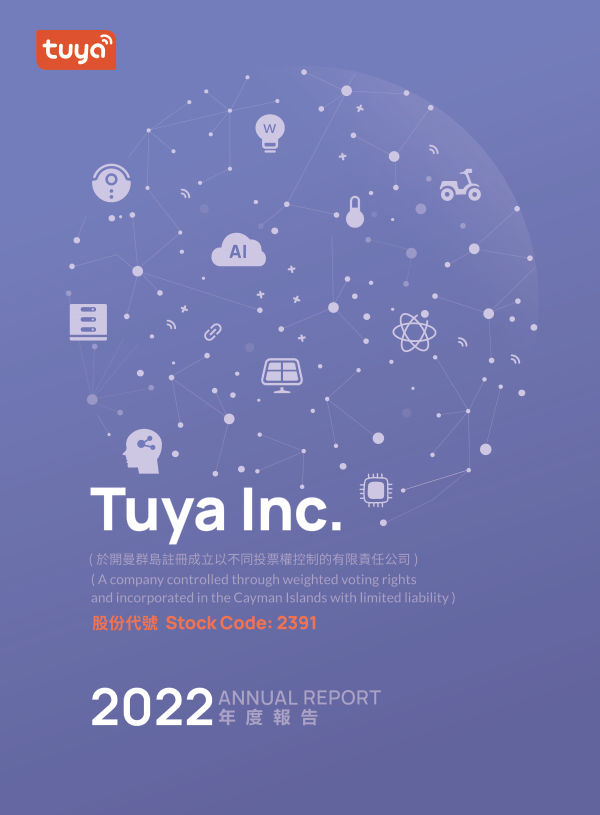 tuya
W
AI
Tuya Inc.
( 於開曼群島註冊成立以不同投票權控制的有限責任公司 )
( A company controlled through weighted voting rights
and incorporated in the Cayman Islands with limited liability )
股份代號 Stock Code: 2391
2022 ANNUAL REPORT
年度報告